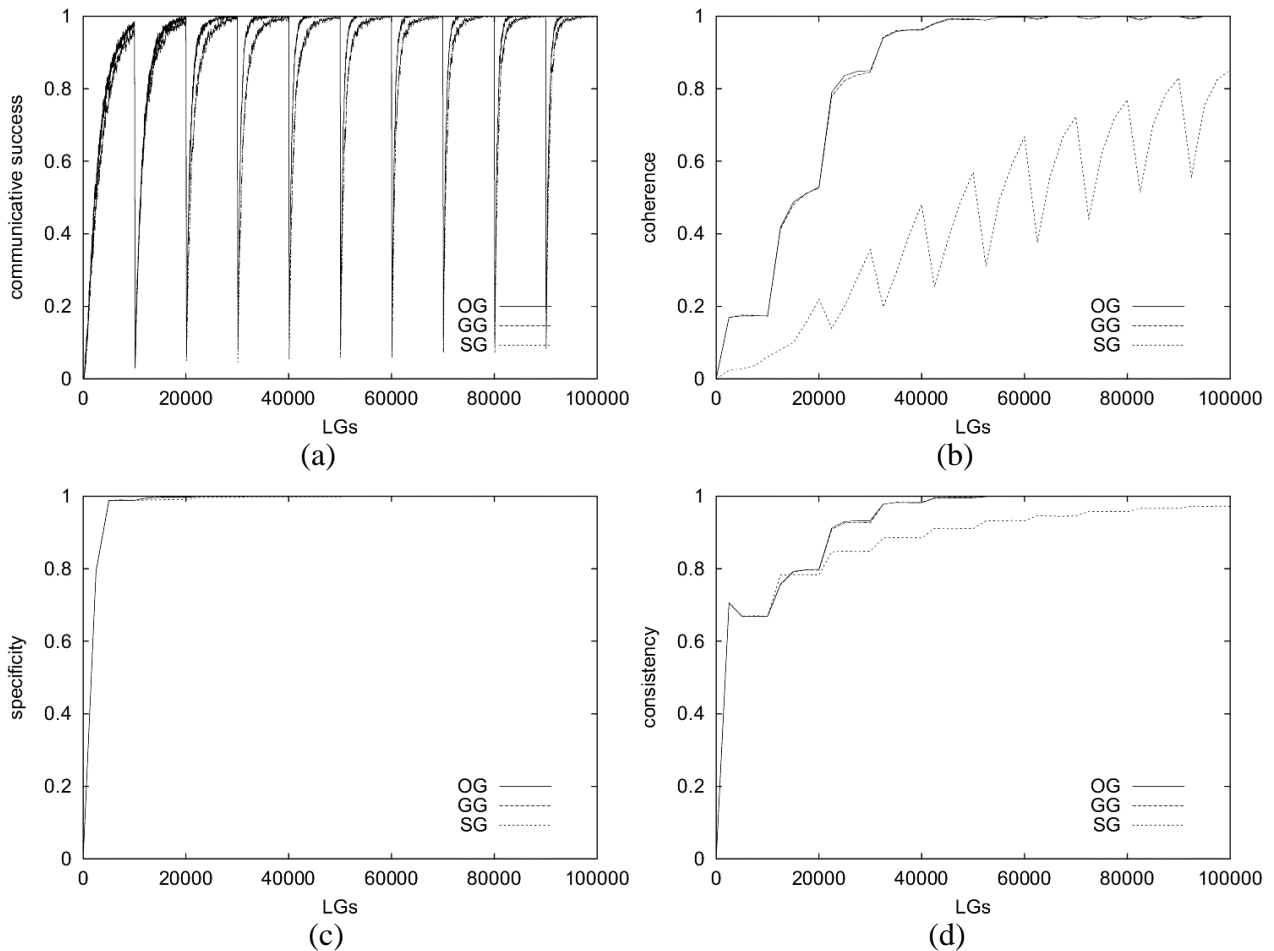 communicative success
1
0.8
0.6
0.4
0.2
0
OG
GG
SG
0 20000 40000 60000 80000 100000
LGs
(a)
coherence
1
0.8
0.6
0.4
0.2
0
OG
GG
SG
0 20000 40000 60000 80000 100000
LGs
(b)
specificity
1
0.8
0.6
0.4
0.2
0
OG
GG
SG
0 20000 40000 60000 80000 100000
LGs
(c)
consistency
1
0.8
0.6
0.4
0.2
0
OG
GG
SG
0 20000 40000 60000 80000 100000
LGs
(d)